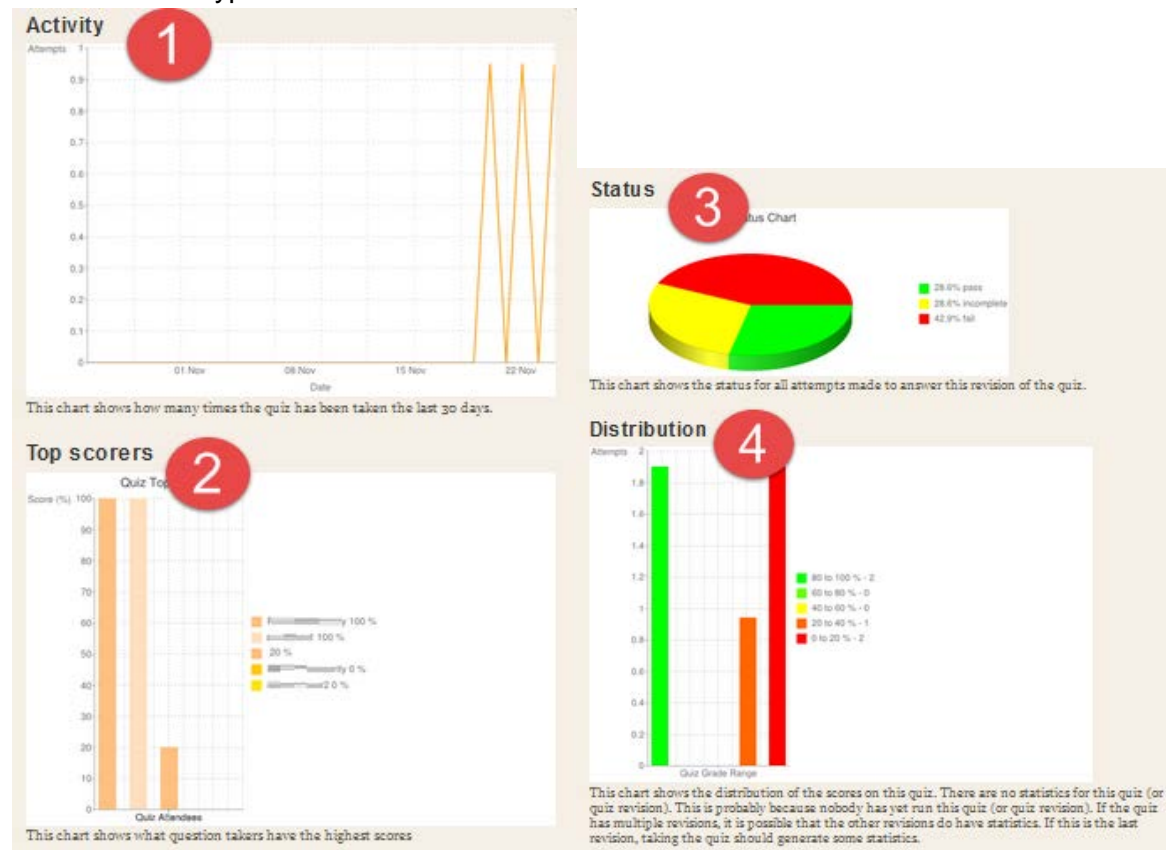 Activity
1
Attempts
1
0.9
0.8
0.7
0.6
0.5
0.4
0.3
0.2
0.1
0
01 Nov 08 Nov 15 Nov 22 Nov
Date
This chart shows how many times the quiz has been taken the last 30 days.
Top scorers
2
Quiz Top
Score (%) 100
90
80
70
60
50
40
30
20
10
0
100 %
100 %
20 %
0 %
2 0 %
Quiz Attendees
This chart shows what question takers have the highest scores
Status
3
tus Chart
28.6% pass
28.6% incomplete
42.9% fail
This chart shows the status for all attempts made to answer this revision of the quiz.
Distribution
4
Attempts 2
1.8
1.6
1.4
1.2
1
0.8
0.6
0.4
0.2
0
80 to 100 % - 2
60 to 80 % - 0
40 to 60 % - 0
20 to 40 % - 1
0 to 20 % - 2
Quiz Grade Range
This chart shows the distribution of the scores on this quiz. There are no statistics for this quiz (or
quiz revision). This is probably because nobody has yet run this quiz (or quiz revision). If the quiz
has multiple revisions, it is possible that the other revisions do have statistics. If this is the last
revision, taking the quiz should generate some statistics.